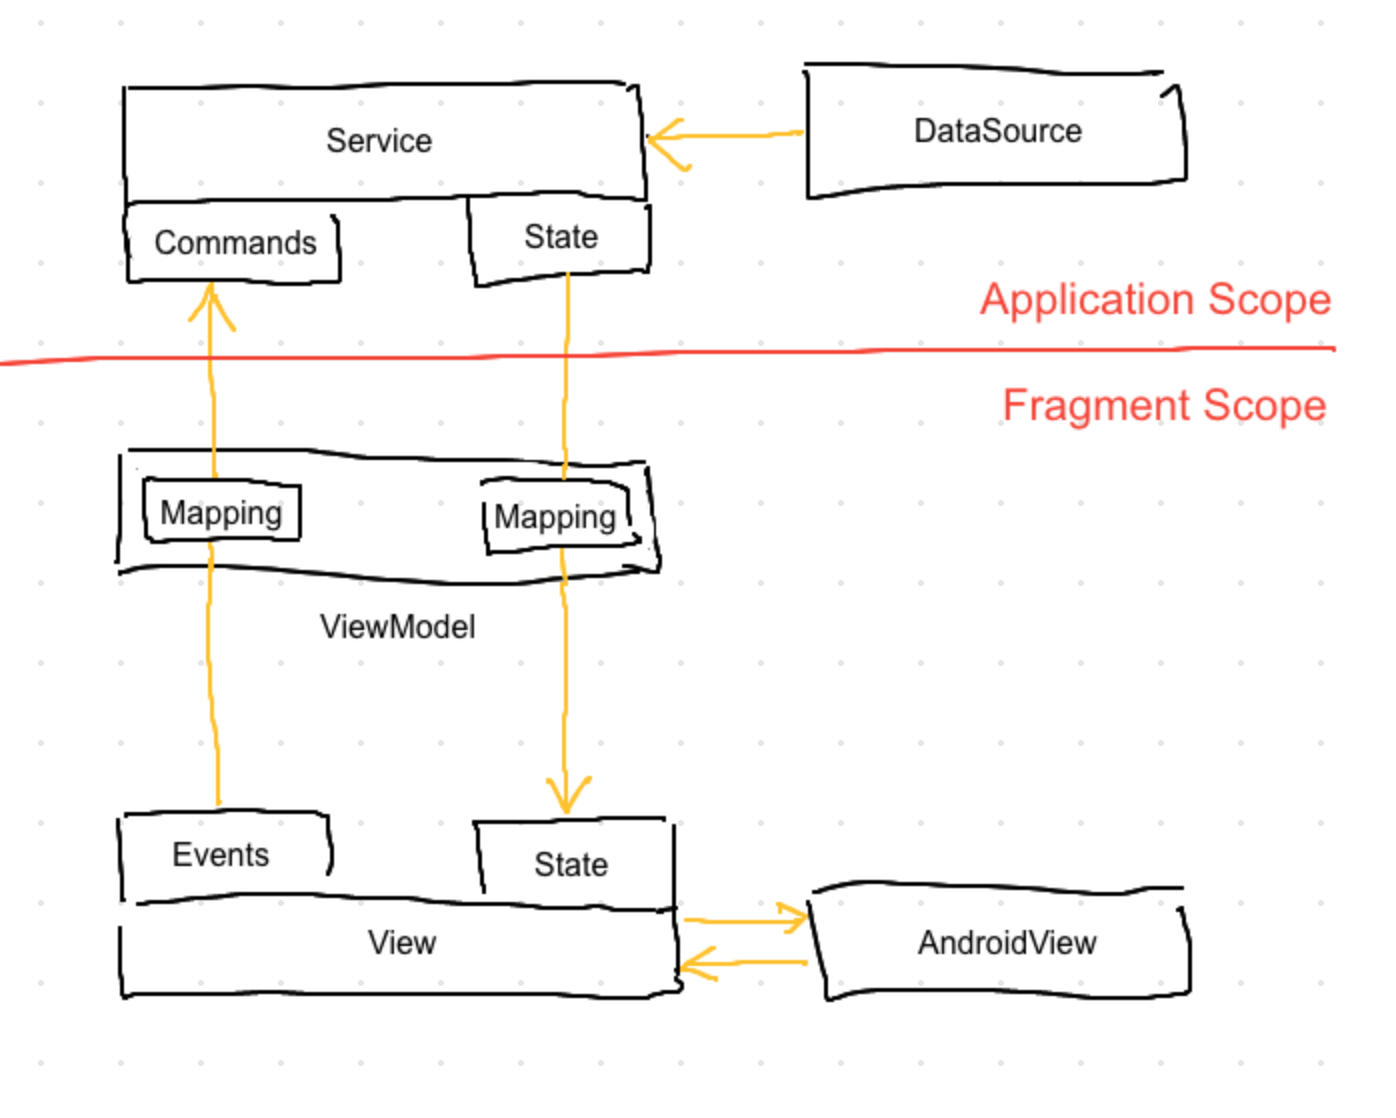 Service
DataSource
Commands
State
Application Scope
Fragment Scope
Mapping
Mapping
ViewModel
Events
State
View
AndroidView